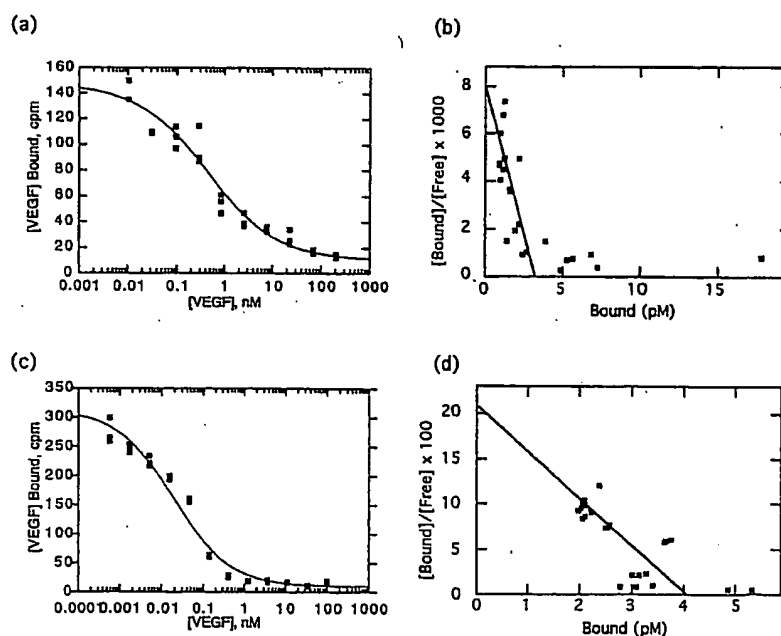 (a)
[VEGF] Bound, cpm
160
140
120
100
80
60
40
20
0
0.001 0.01 0.1 1 10 100 1000
[VEGF], nM
(b)
[Bound]/[Free] x 1000
8
6
4
2
0
0 5 10 15
Bound (pM)
(c)
[VEGF] Bound, cpm
350
300
250
200
150
100
50
0
0.0001 0.001 0.01 0.1 1 10 100 1000
[VEGF], nM
(d)
[Bound]/[Free] x 100
20
15
10
5
0
0 1 2 3 4 5
Bound (pM)